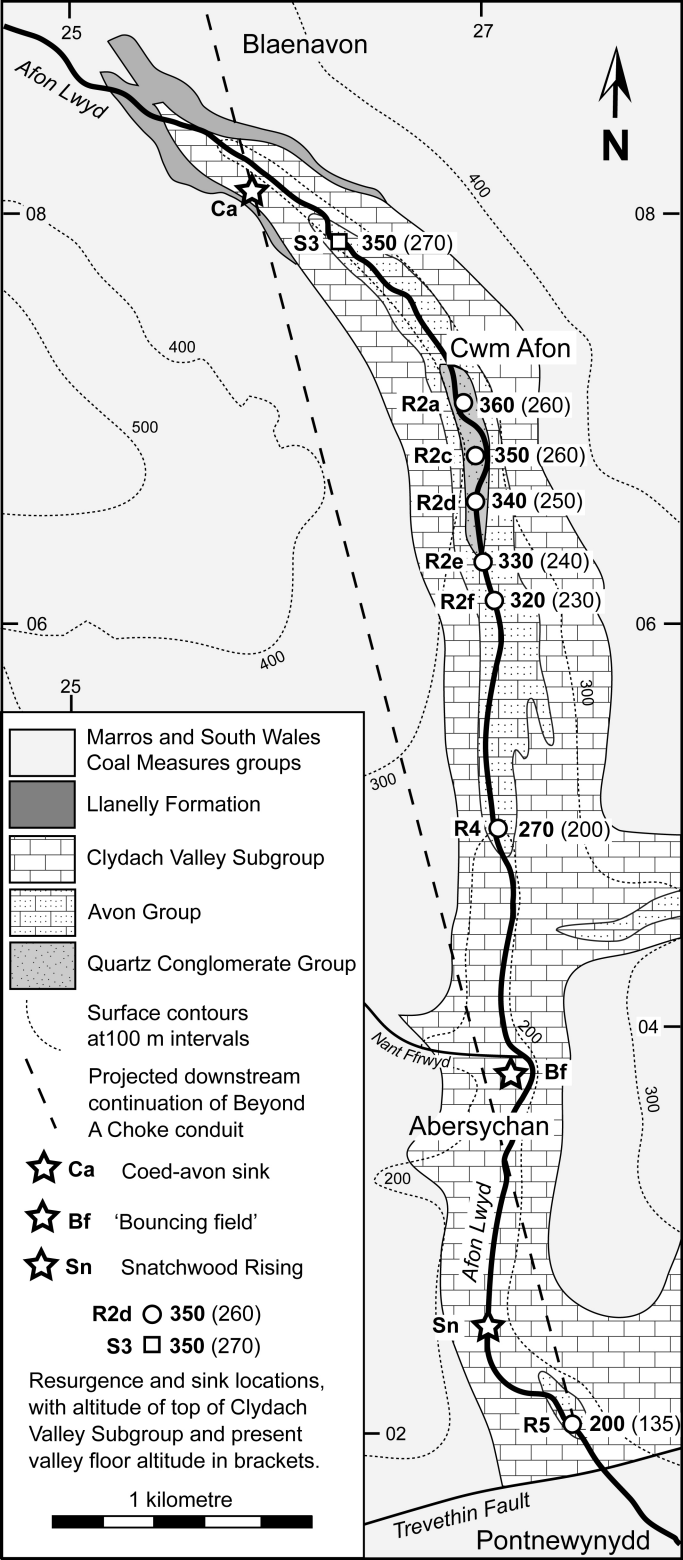 25
27
Blaenavon
Afon Lwyd
N
400
Ca
08
08
S3 350 (270)
400
Cwm Afon
500
R2a 360 (260)
R2c 350 (260)
R2d 340 (250)
R2e 330 (240)
R2f 320 (230)
06
06
400
25
300
300
R4 270 (200)
Marros and South Wales
Coal Measures groups
Llanelly Formation
Clydach Valley Subgroup
Avon Group
Quartz Conglomerate Group
Surface contours
at100 m intervals
Projected downstream
continuation of Beyond
A Choke conduit
Ca Coed-avon sink
Bf ‘Bouncing field’
Sn Snatchwood Rising
R2d 350 (260)
S3 350 (270)
Resurgence and sink locations,
with altitude of top of Clydach
Valley Subgroup and present
valley floor altitude in brackets.
1 kilometre
04
200
Nant Ffrwyd
Bf
300
Abersychan
200
Afon Lwyd
Sn
R5 200 (135)
02
Trevethin Fault
Pontnewynydd